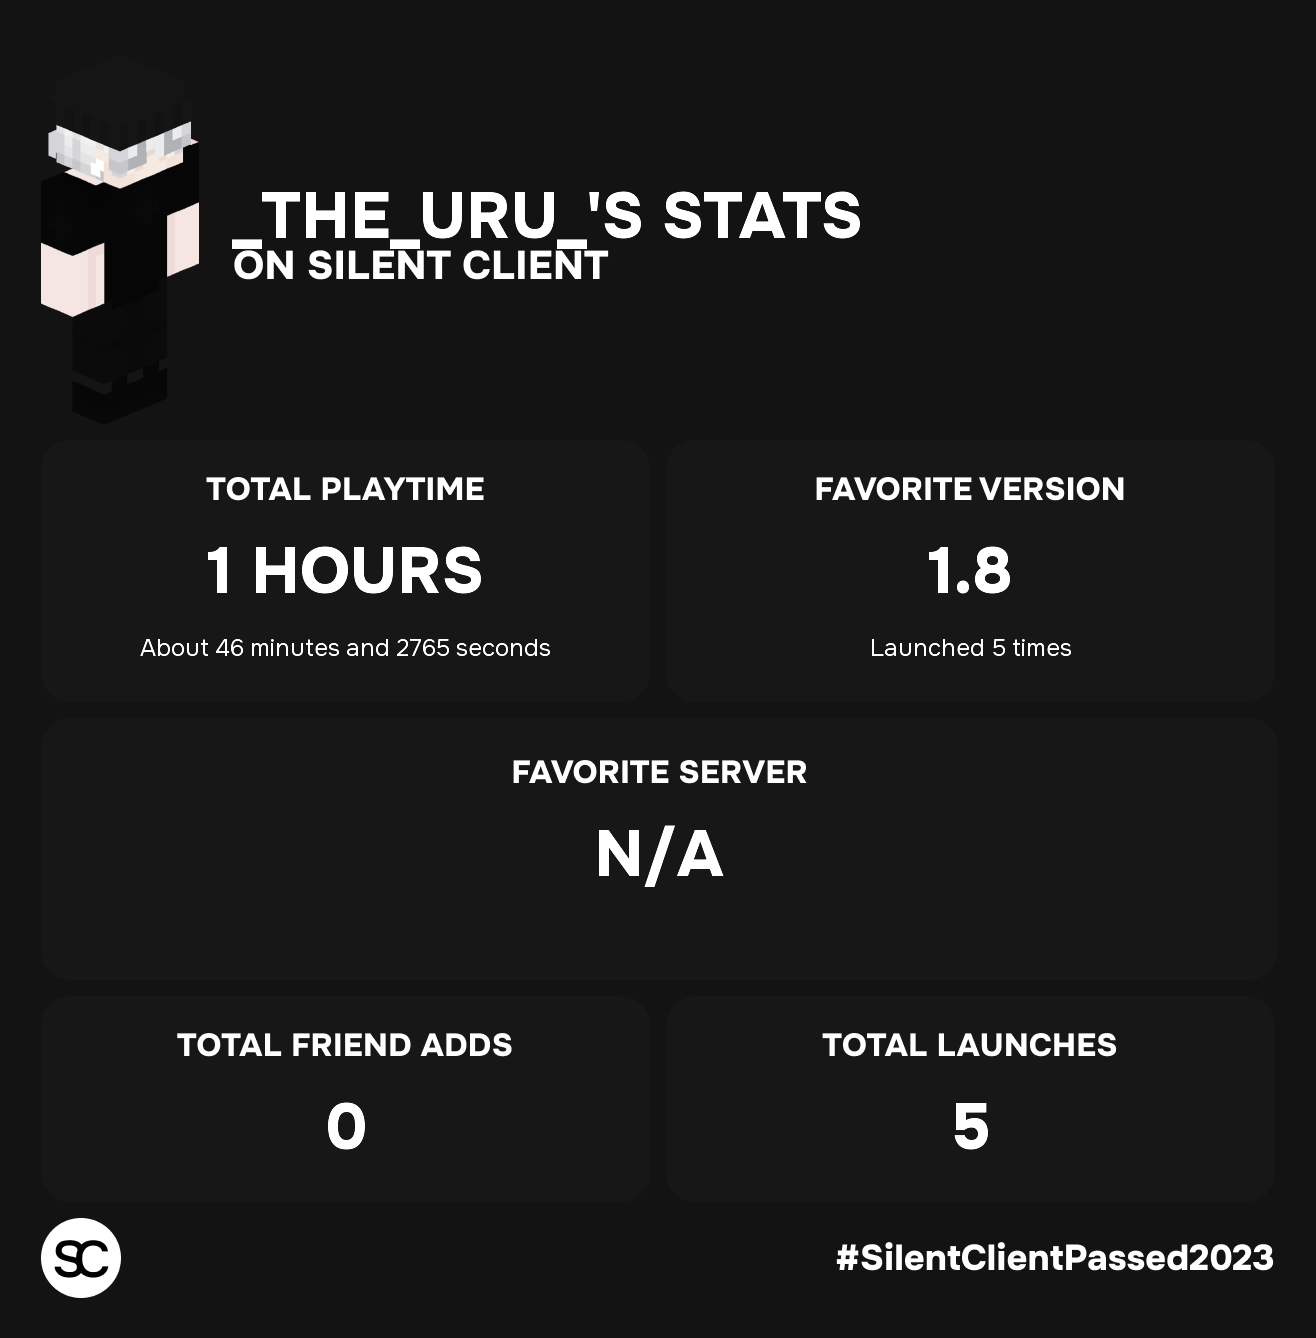 _THE_URU_'S STATS
ON SILENT CLIENT
TOTAL PLAYTIME
1 HOURS
About 46 minutes and 2765 seconds
FAVORITE VERSION
1.8
Launched 5 times
FAVORITE SERVER
N/A
TOTAL FRIEND ADDS
0
TOTAL LAUNCHES
5
SC
#SilentClientPassed2023